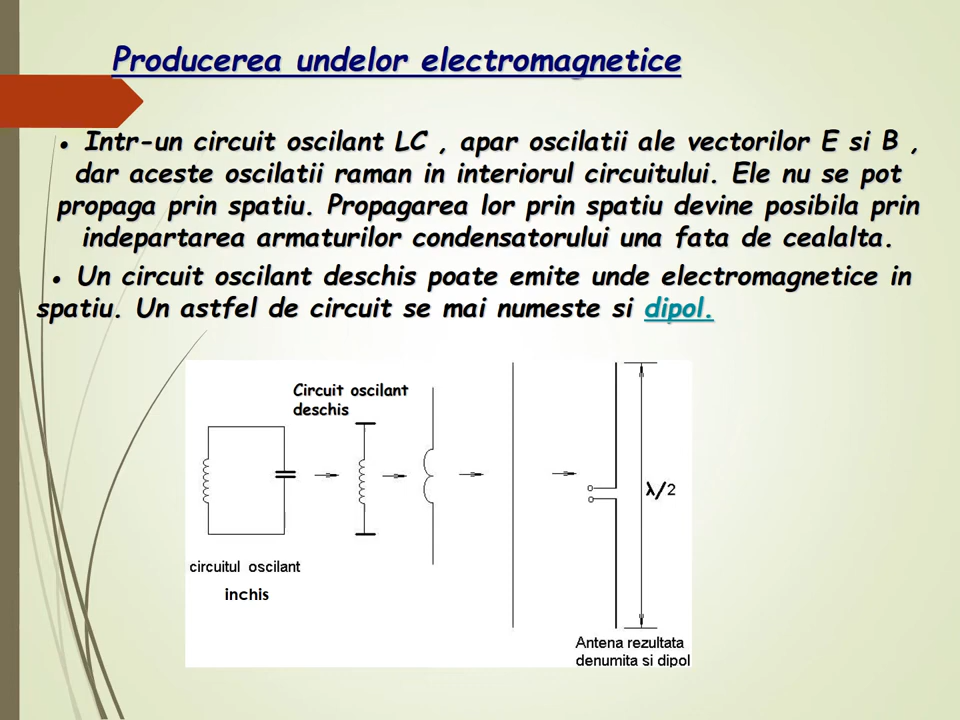 Producerea undelor electromagnetice
• Intr-un circuit oscilant LC , apar oscilatii ale vectorilor E si B ,
dar aceste oscilatii raman in interiorul circuitului. Ele nu se pot
propaga prin spatiu. Propagarea lor prin spatiu devine posibila prin
indepartarea armaturilor condensatorului una fata de cealalta.
• Un circuit oscilant deschis poate emite unde electromagnetice in
spatiu. Un astfel de circuit se mai numeste si dipol.
Circuit oscilant
deschis
λ/2
circuitul oscilant
inchis
Antena rezultata
denumita si dipol